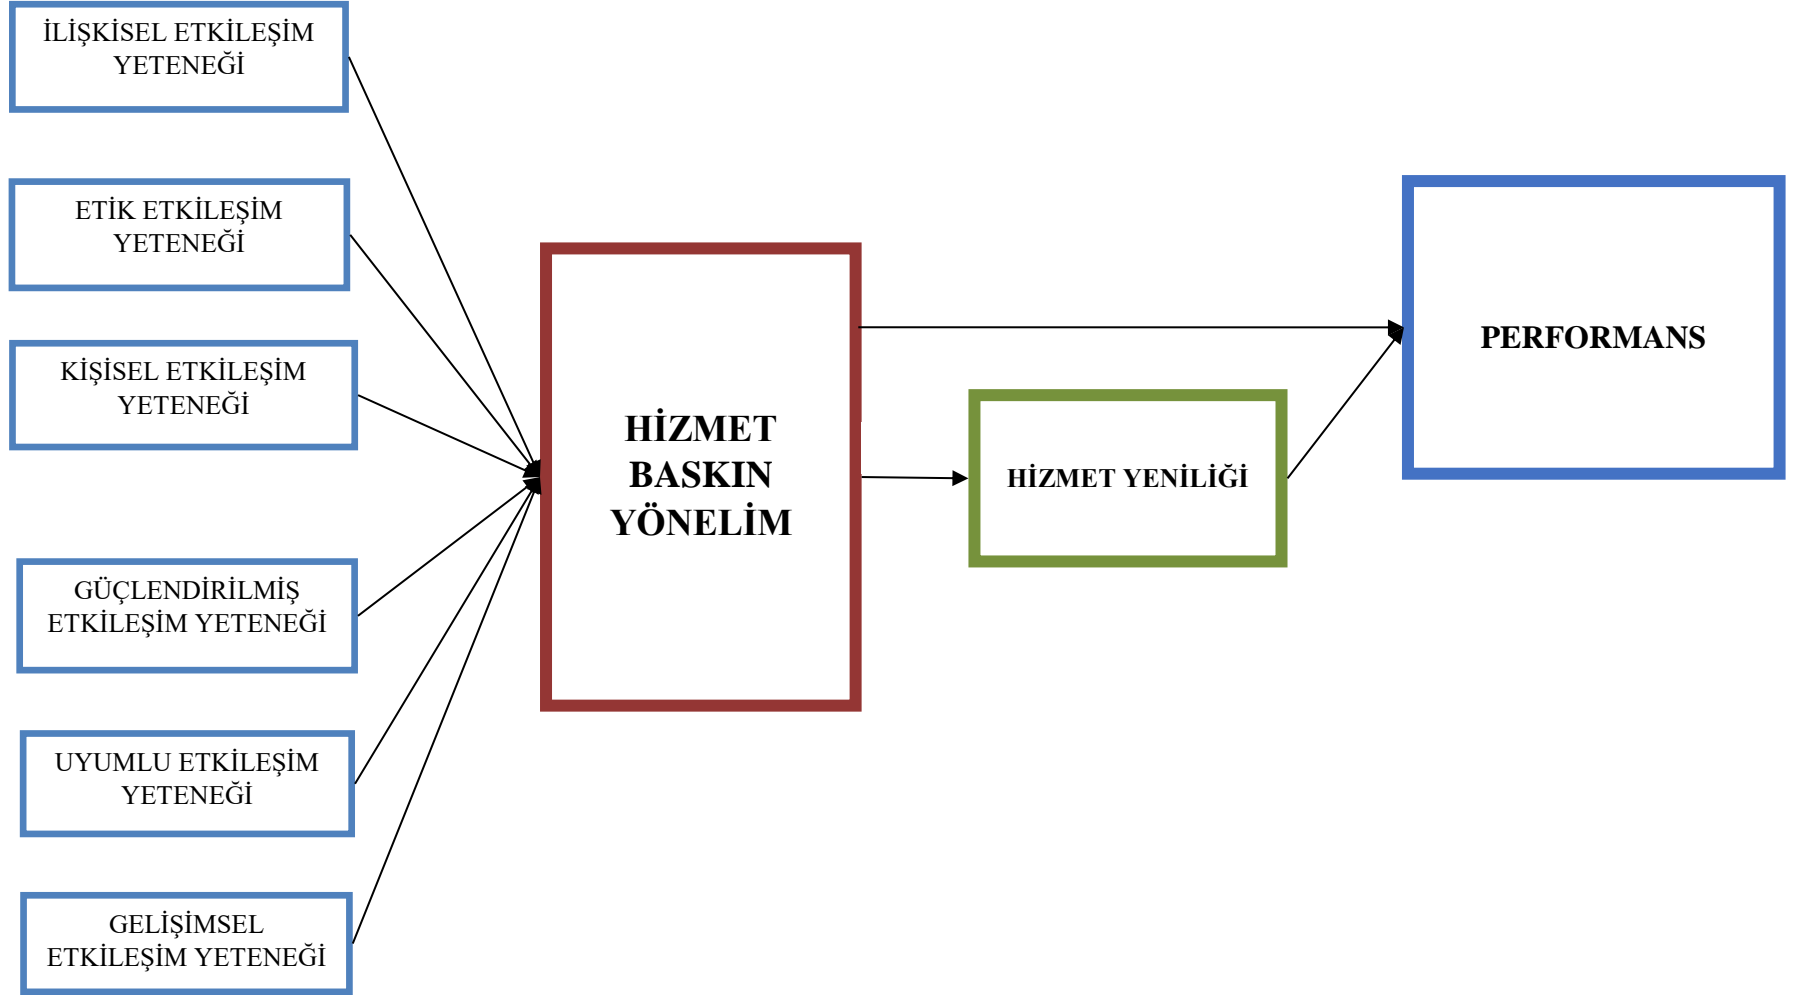 İLİŞKİSEL ETKİLEŞİM
YETENEĞİ
ETİK ETKİLEŞİM
YETENEĞİ
KİŞİSEL ETKİLEŞİM
YETENEĞİ
GÜÇLENDİRİLMİŞ
ETKİLEŞİM YETENEĞİ
UYUMLU ETKİLEŞİM
YETENEĞİ
GELİŞİMSEL
ETKİLEŞİM YETENEĞİ
HİZMET
BASKIN
YÖNELİM
HİZMET YENİLİĞİ
PERFORMANS